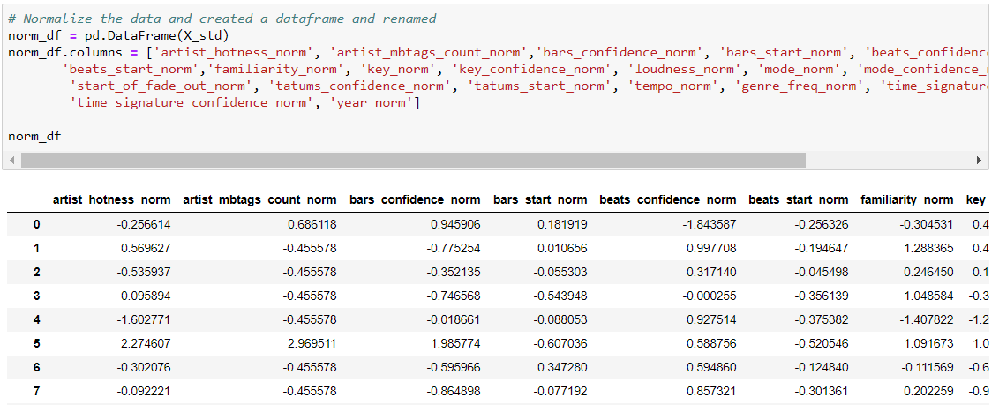 # Normalize the data and created a dataframe and renamed
norm_df = pd.DataFrame(X_std)
norm_df.columns = ['artist_hotness_norm', 'artist_mbtags_count_norm','bars_confidence_norm', 'bars_start_norm', 'beats_confidence
'beats_start_norm','familiarity_norm', 'key_norm', 'key_confidence_norm', 'loudness_norm', 'mode_norm', 'mode_confidence_n
'start_of_fade_out_norm', 'tatums_confidence_norm', 'tatums_start_norm', 'tempo_norm', 'genre_freq_norm', 'time_signature
'time_signature_confidence_norm', 'year_norm']
norm_df
artist_hotness_norm artist_mbtags_count_norm bars_confidence_norm bars_start_norm beats_confidence_norm beats_start_norm familiarity_norm key_
0 -0.256614 0.686118 0.945906 0.181919 -1.843587 -0.256326 -0.304531 0.4
1 0.569627 -0.455578 -0.775254 0.010656 0.997708 -0.194647 1.288365 0.4
2 -0.535937 -0.455578 -0.352135 -0.055303 0.317140 -0.045498 0.246450 0.1
3 0.095894 -0.455578 -0.746568 -0.543948 -0.000255 -0.356139 1.048584 -0.3
4 -1.602771 -0.455578 -0.018661 -0.088053 0.927514 -0.375382 -1.407822 -1.2
5 2.274607 2.969511 1.985774 -0.607036 0.588756 -0.520546 1.091673 1.0
6 -0.302076 -0.455578 -0.595966 0.347280 0.594860 -0.124840 -0.111569 -0.6
7 -0.092221 -0.455578 -0.864898 -0.077192 0.857321 -0.301361 0.202259 -0.9